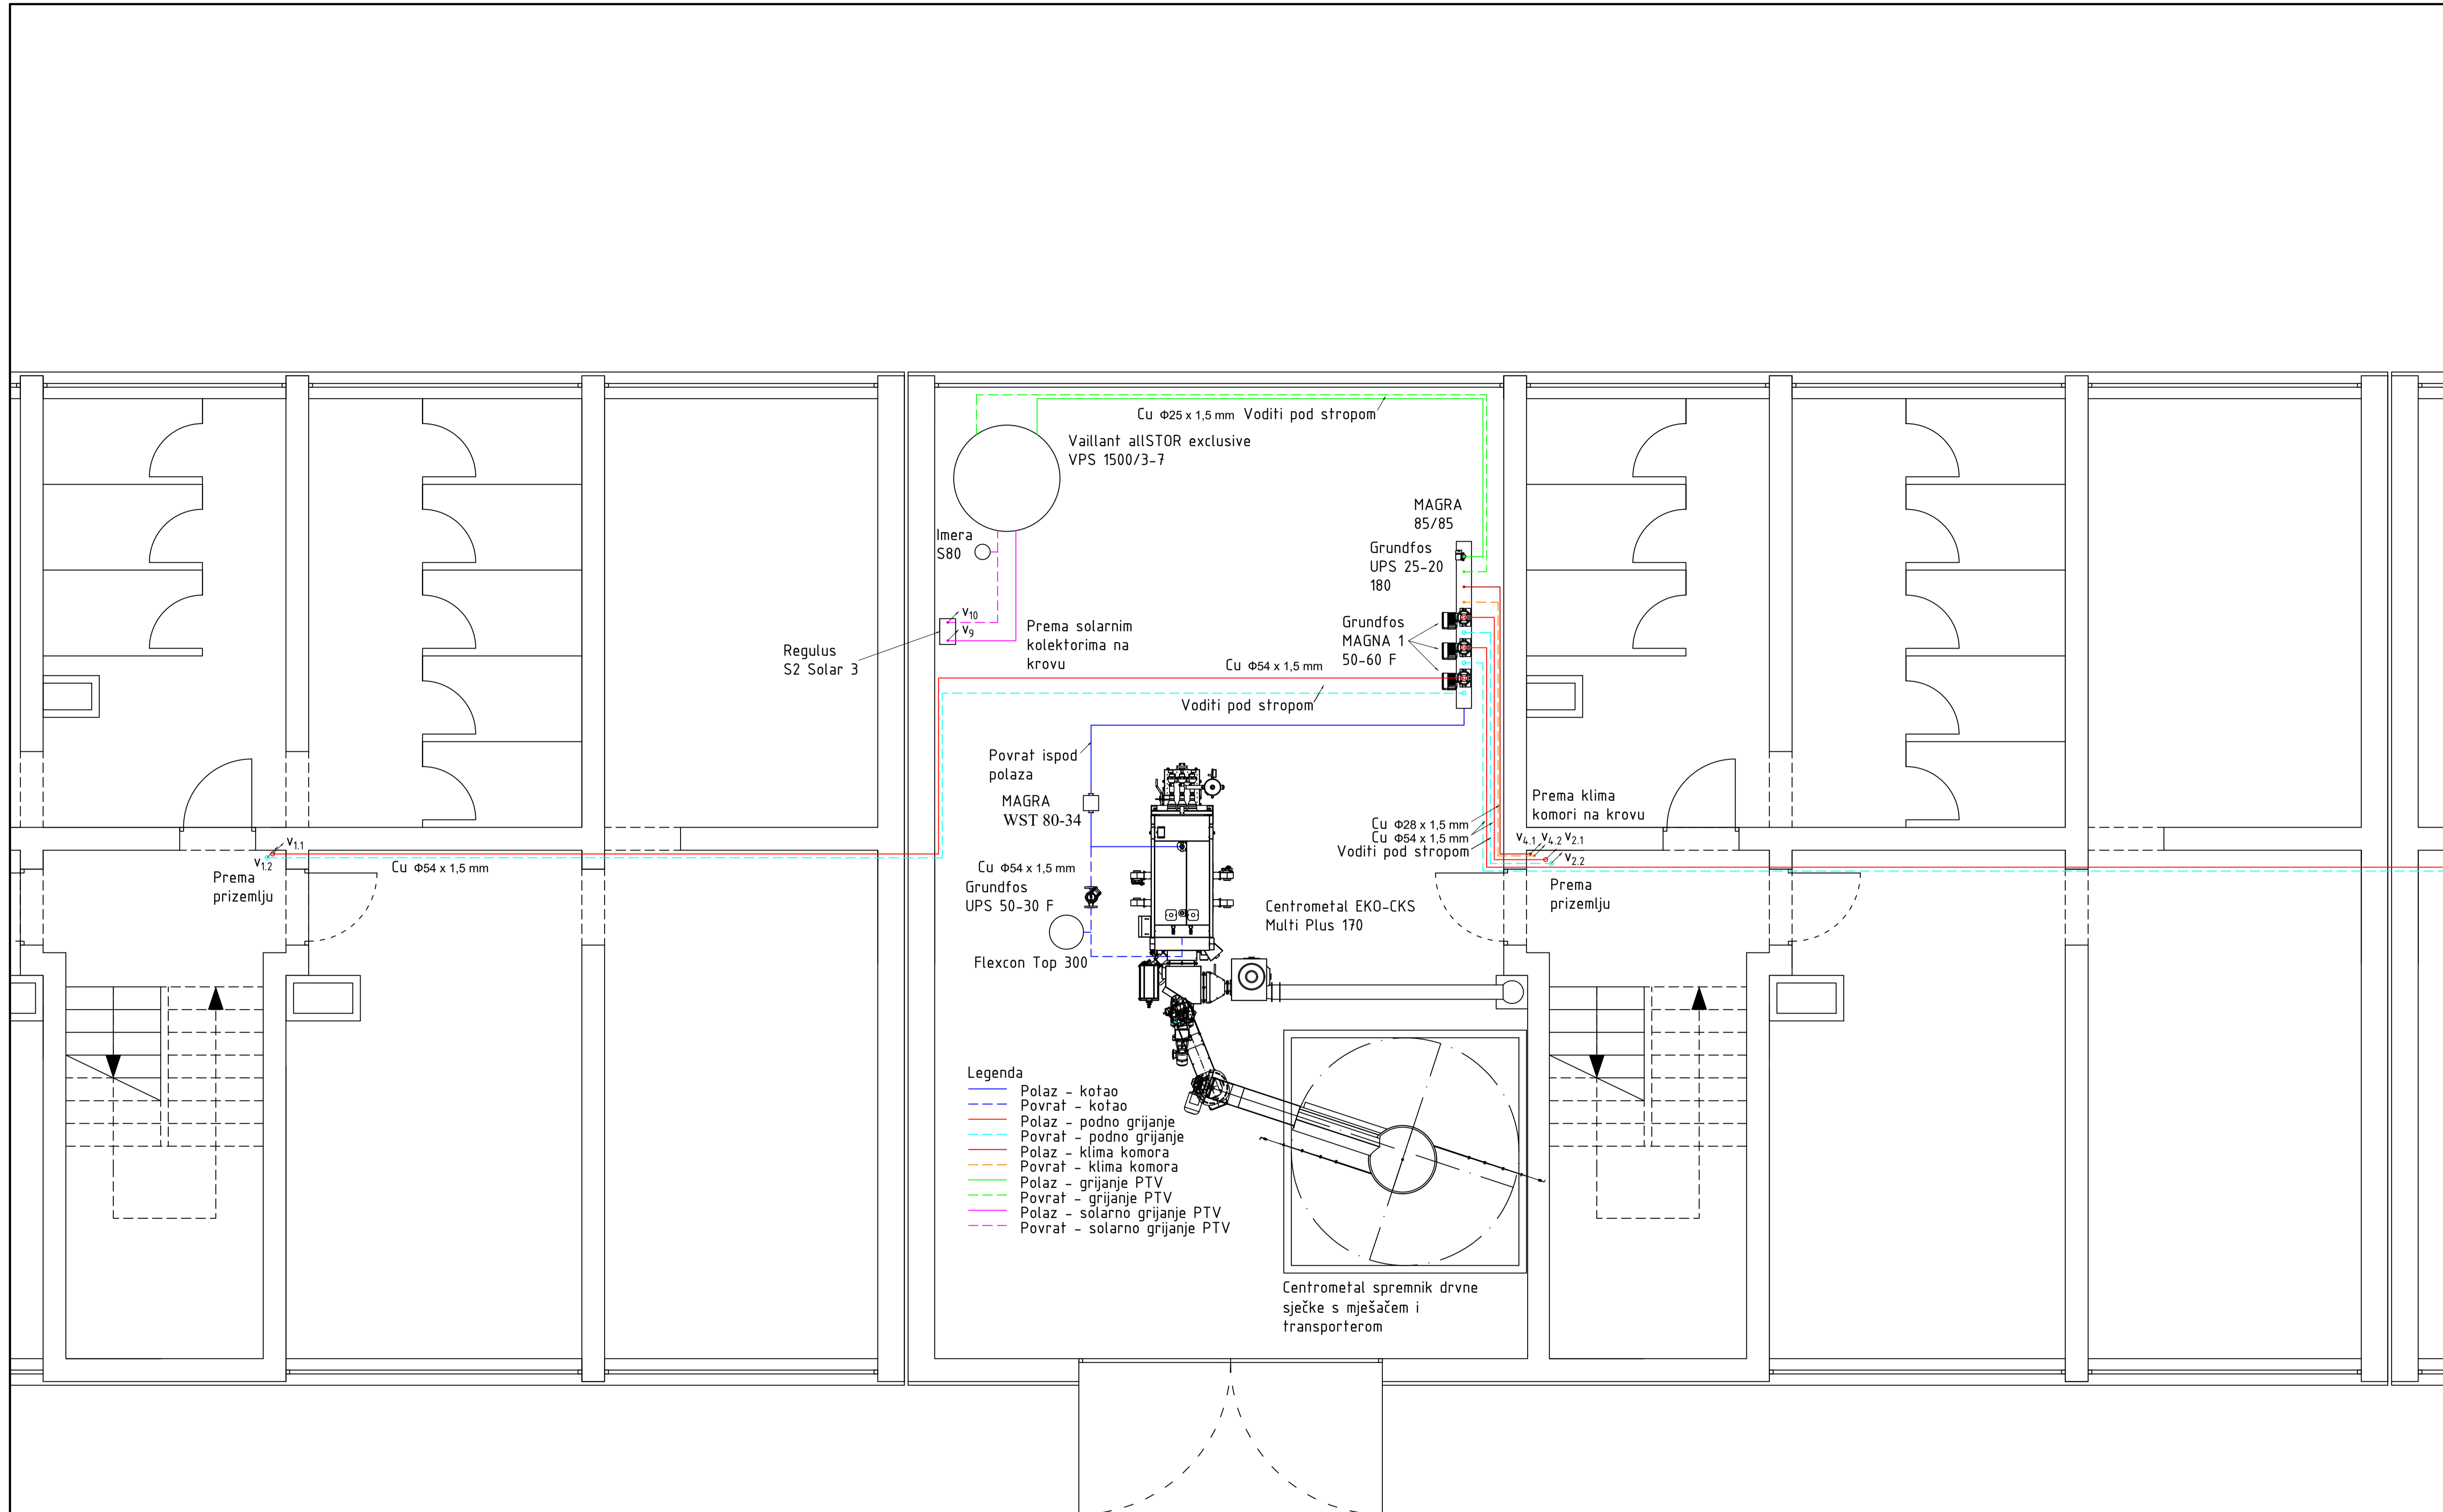 Cu Φ25 x 1,5 mm Voditi pod stropom
Vaillant allSTOR exclusive
VPS 1500/3-7
MAGRA
85/85
Imera
S80
Grundfos
UPS 25-20
180
v10
v9
Prema solarnim
kolektorima na
krovu
Grundfos
MAGNA 1
50-60 F
Regulus
S2 Solar 3
Cu Φ54 x 1,5 mm
Voditi pod stropom
Povrat ispod
polaza
MAGRA
WST 80-34
Prema klima
komori na krovu
Cu Φ28 x 1,5 mm
Cu Φ54 x 1,5 mm
Voditi pod stropom
v4.1 v4.2 v2.1
v2.2
v1.1
v1.2
Cu Φ54 x 1,5 mm
Prema
prizemlju
Cu Φ54 x 1,5 mm
Grundfos
UPS 50-30 F
Prema
prizemlju
Centrometal EKO-CKS
Multi Plus 170
Flexcon Top 300
Legenda
Polaz - kotao
Povrat - kotao
Polaz - podno grijanje
Povrat - podno grijanje
Polaz - klima komora
Povrat - klima komora
Polaz - grijanje PTV
Povrat - grijanje PTV
Polaz - solarno grijanje PTV
Povrat - solarno grijanje PTV
Centrometal spremnik drvne
sječke s mješačem i
transporterom